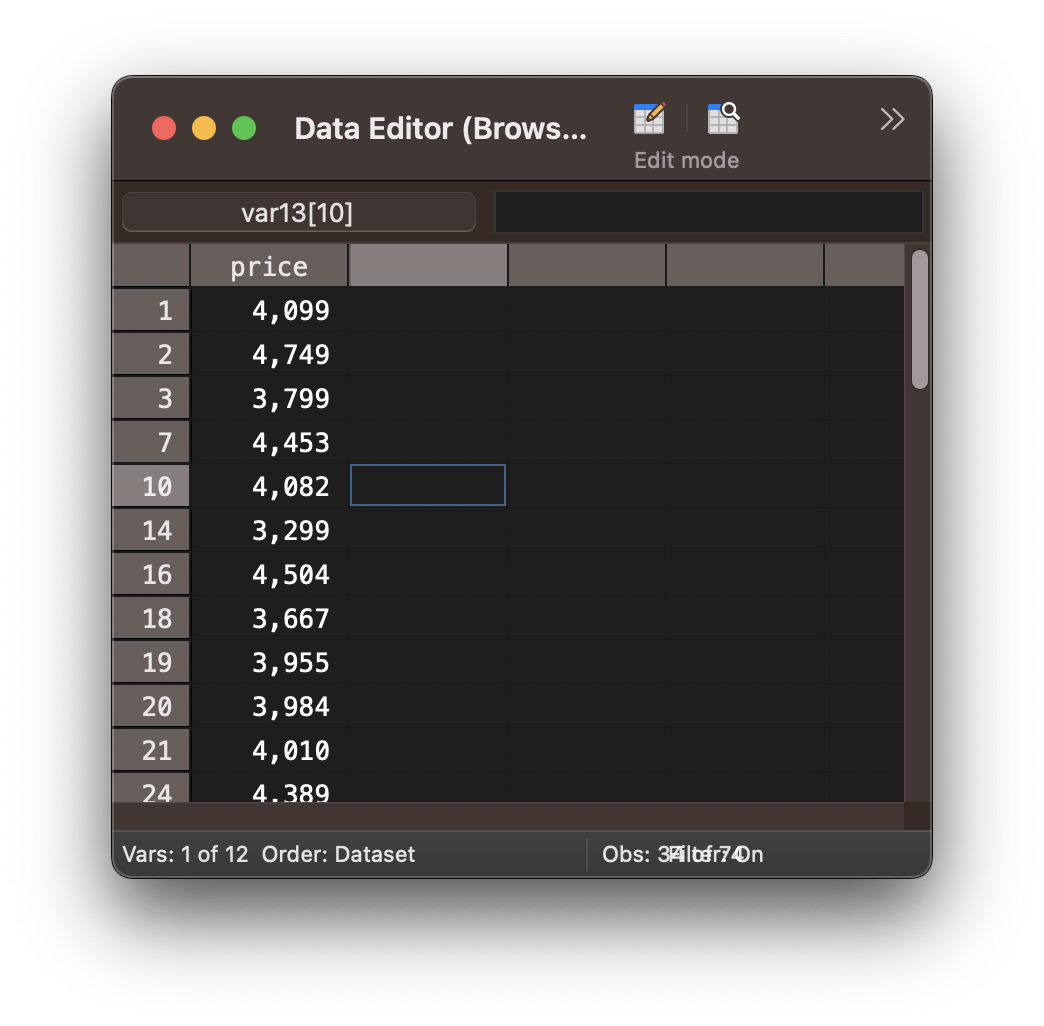 Data Editor (Brows...
Edit mode
var13[10]
price
1 4,099
2 4,749
3 3,799
7 4,453
10 4,082
14 3,299
16 4,504
18 3,667
19 3,955
20 3,984
21 4,010
24 4,389
Vars: 1 of 12 Order: Dataset Obs: 34 of 74 Filter: On